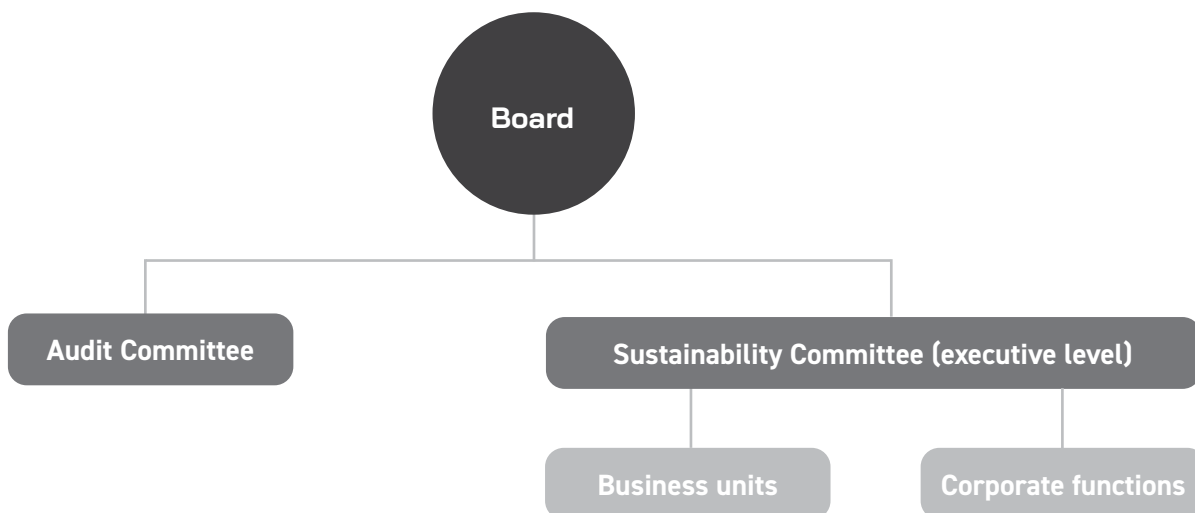 Board
Audit Committee
Sustainability Committee (executive level)
Business units
Corporate functions